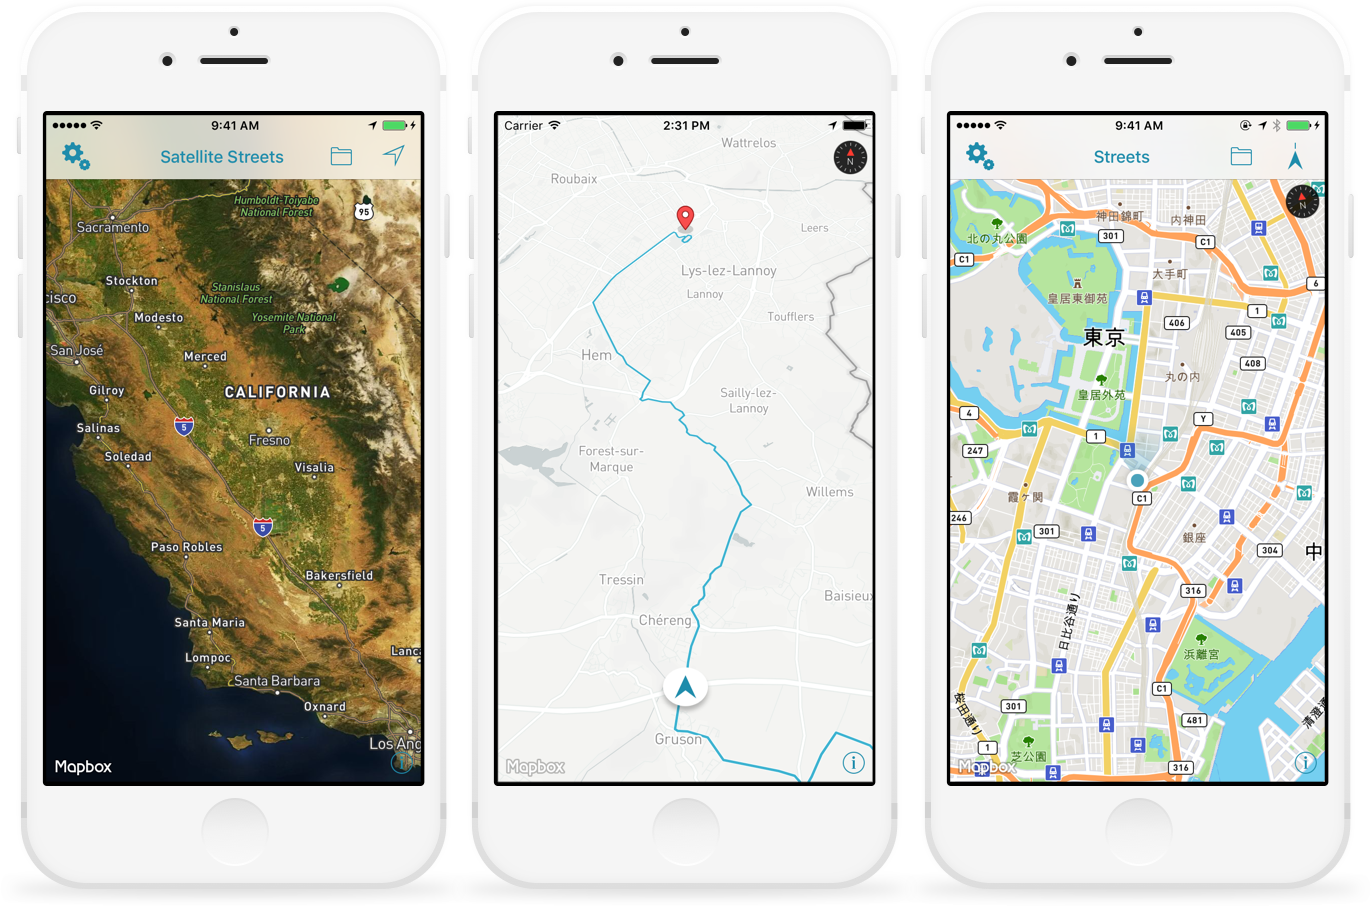 9:41 AM
Satellite Streets
Humboldt-Toiyabe
National Forest
95
Sacramento
Stockton
Stanislaus
National Forest
cisco
Modesto
Yosemite National
Park
San José
Merced
Gilroy
CALIFORNIA
5
Salinas
Fresno
Soledad
Visalia
5
Paso Robles
Bakersfield
Santa Maria
Lompoc
Lanca
Santa Barbara
Oxnard
Los Ang
Mapbox
i
Carrier
2:31 PM
N
Wattrelos
Roubaix
Leers
Lys-lez-Lannoy
Lannoy
Toufflers
Hem
Sailly-lez-
Lannoy
Forest-sur-
Marque
Willems
Tressin
Baisieux
Chéreng
Gruson
Mapbox
i
9:41 AM
Streets
N
神田錦町
内神田
北の丸公園
301
C1
C1
大手町
6
皇居東御苑
1
406
405
東京
408
丸の内
皇居外苑
4
Y
1
247
C1
霞ヶ関
246
301
銀座
304
中
316
日比谷通り
浜離宮
C1
桜田通り
301
481
清澄通
1
芝公園
316
Mapbox
i